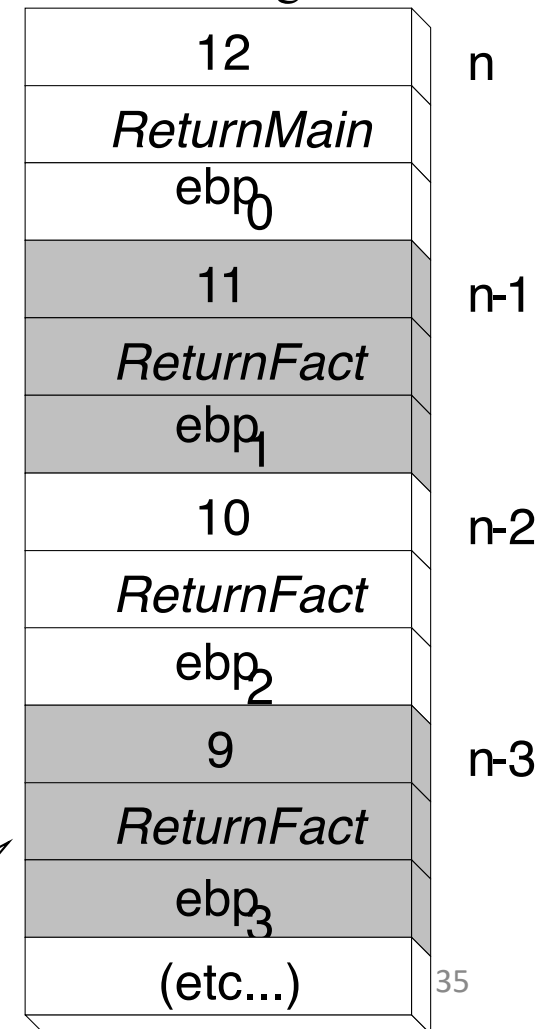 12 n
ReturnMain
ebp0
11 n-1
ReturnFact
ebp1
10 n-2
ReturnFact
ebp2
9 n-3
ReturnFact
ebp3
(etc...) 35